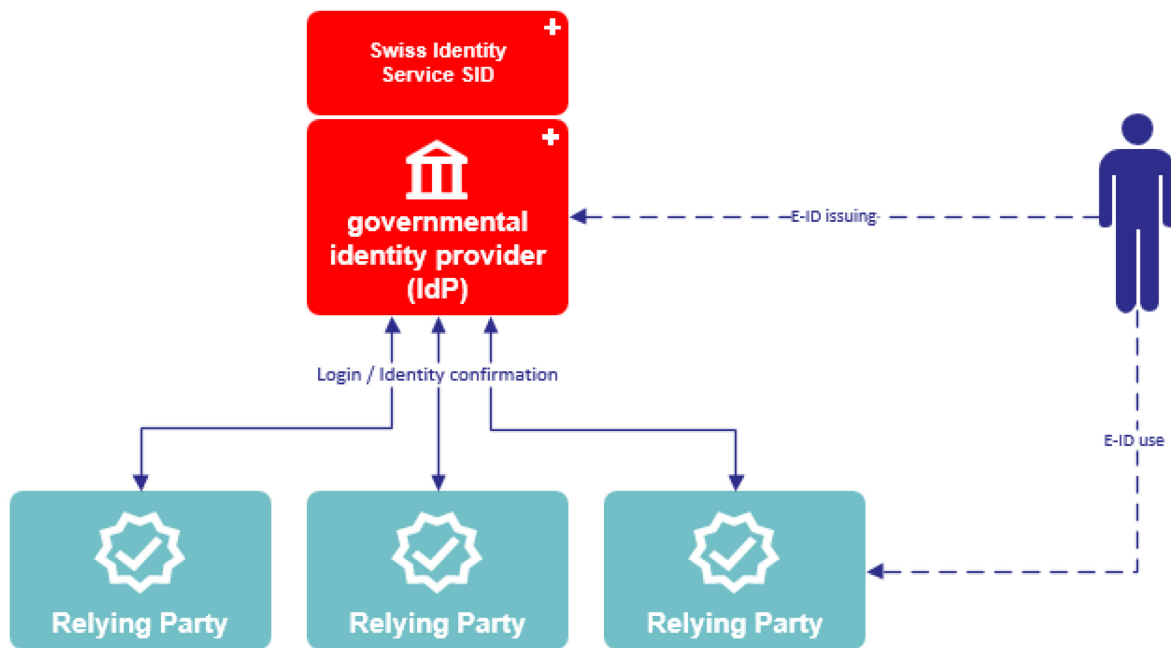 Swiss Identity
Service SID
governmental
identity provider
(IdP)
E-ID issuing
Login / Identity confirmation
E-ID use
Relying Party
Relying Party
Relying Party